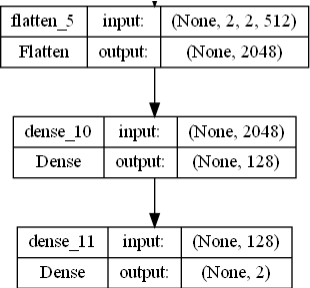 flatten_5 input: (None, 2, 2, 512)
Flatten output: (None, 2048)
dense_10 input: (None, 2048)
Dense output: (None, 128)
dense_11 input: (None, 128)
Dense output: (None, 2)